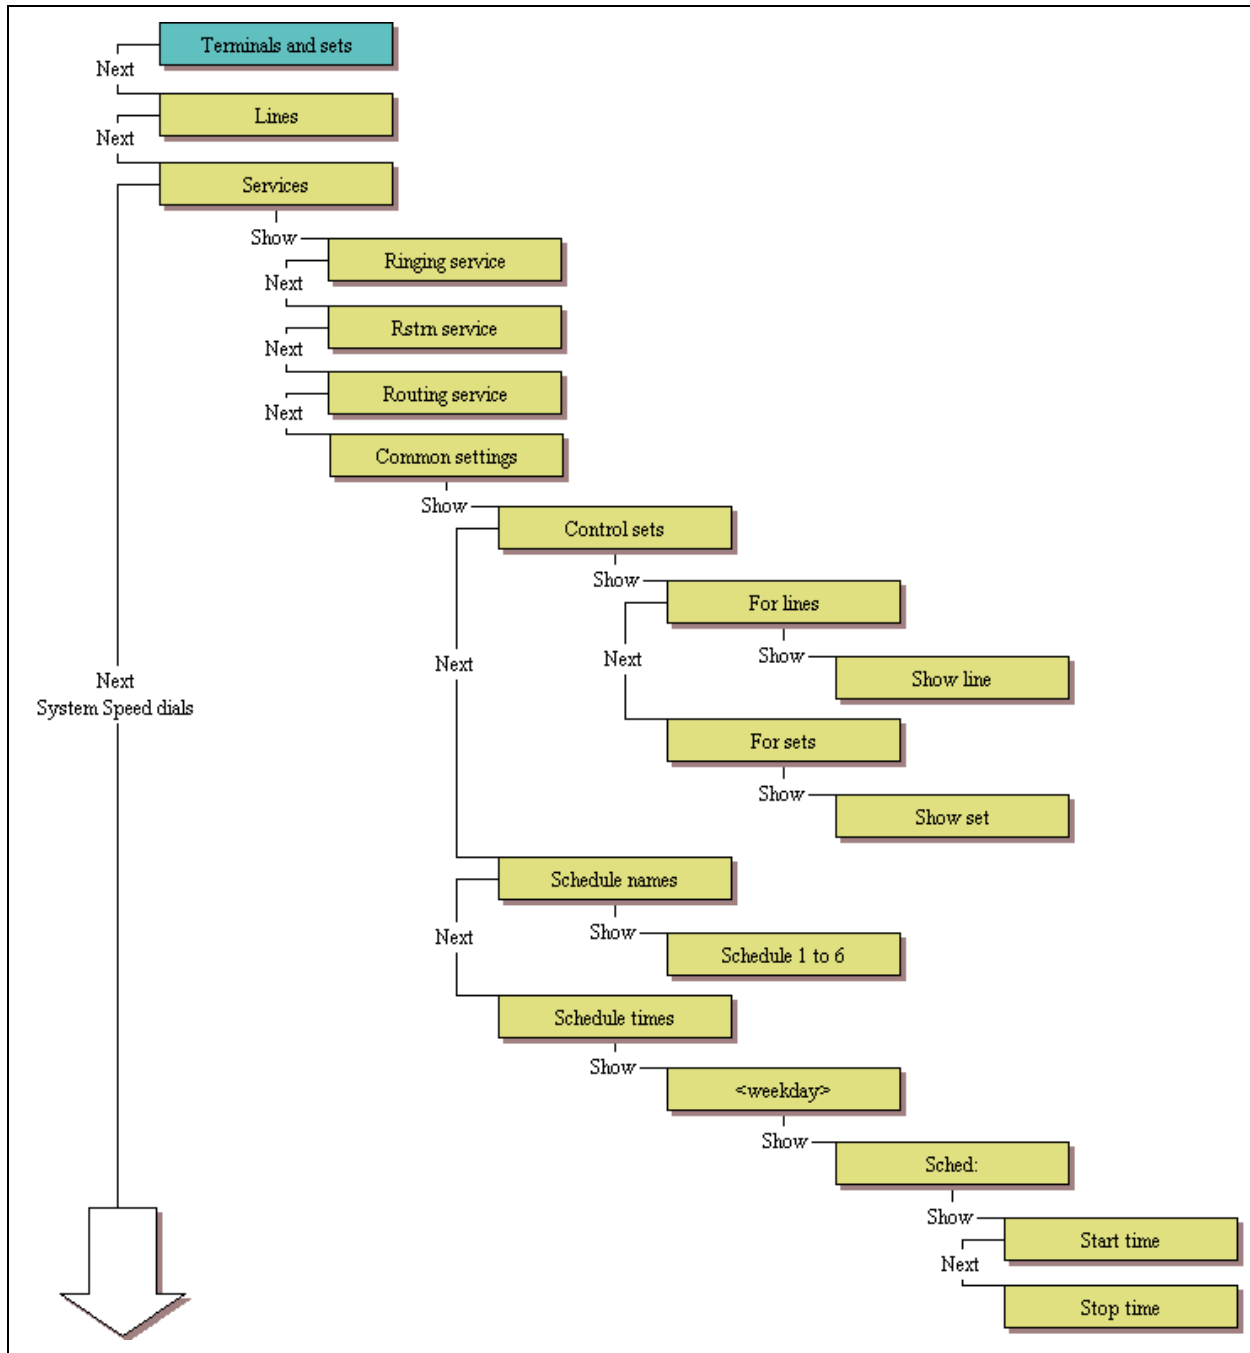 Terminals and sets
Next
Lines
Next
Services
Show
Ringing service
Next
Rstrn service
Next
Routing service
Next
Common settings
Show
Control sets
Show
For lines
Show
Next
Next
Show line
Next
System Speed dials
For sets
Show
Show set
Schedule names
Show
Next
Schedule 1 to 6
Schedule times
Show
<weekday>
Show
Sched:
Show
Start time
Next
Stop time